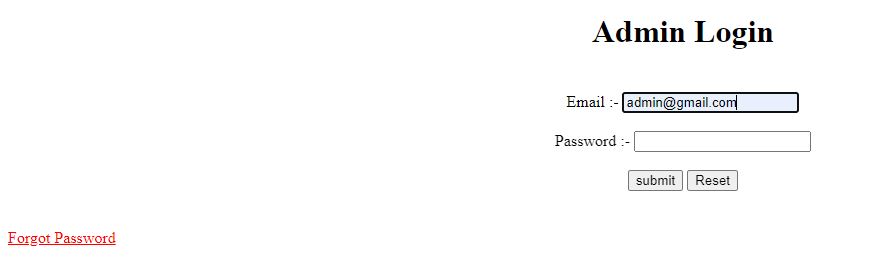 Admin Login
Email :- admin@gmail.com
Password :-
submit Reset
Forgot Password